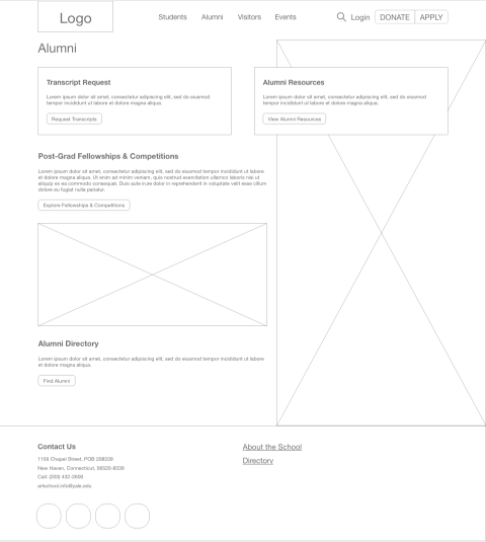 Logo
Students Alumni Visitors Events
Login DONATE APPLY
Alumni
Transcript Request
Lorem ipsum dolor sit amet, consectetur adipiscing elit, sed do eiusmod
tempor incididunt ut labore et dolore magna aliqua.
Request Transcripts
Alumni Resources
Lorem ipsum dolor sit amet, consectetur adipiscing elit, sed do eiusmod
tempor incididunt ut labore et dolore magna aliqua.
View Alumni Resources
Post-Grad Fellowships & Competitions
Lorem ipsum dolor sit amet, consectetur adipiscing elit, sed do eiusmod tempor incididunt ut labore
et dolore magna aliqua. Ut enim ad minim veniam, quis nostrud exercitation ullamco laboris nisi ut
aliquip ex ea commodo consequat. Duis aute irure dolor in reprehenderit in voluptate velit esse cillum
dolore eu fugiat nulla pariatur.
Explore Fellowships & Competitions
Alumni Directory
Lorem ipsum dolor sit amet, consectetur adipiscing elit, sed do eiusmod tempor incididunt ut labore
et dolore magna aliqua.
Find Alumni
Contact Us
1156 Chapel Street, POB 208339
New Haven, Connecticut, 06520-8339
Call: (203) 432-2600
artschool.info@yale.edu
About the School
Directory